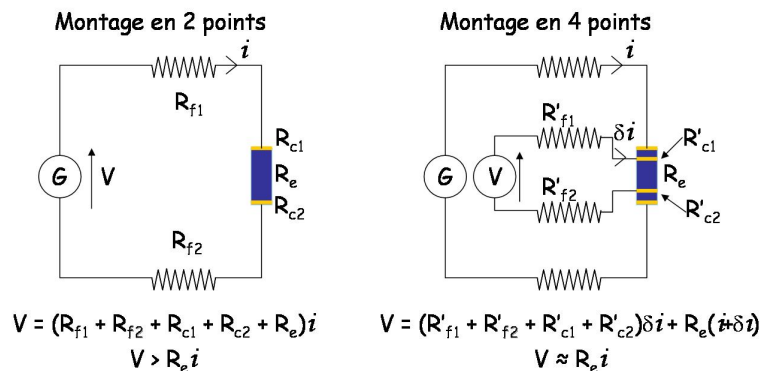 Montage en 2 points
i
R_f1
R_c1
G
V
R_e
R_c2
R_f2
V = (R_f1 + R_f2 + R_c1 + R_c2 + R_e)i
V > R_e i
Montage en 4 points
i
R'_f1
δi
R'_c1
G
V
R_e
R'_f2
R'_c2
V = (R'_f1 + R'_f2 + R'_c1 + R'_c2)δi + R_e(i+δi)
V ≈ R_e i